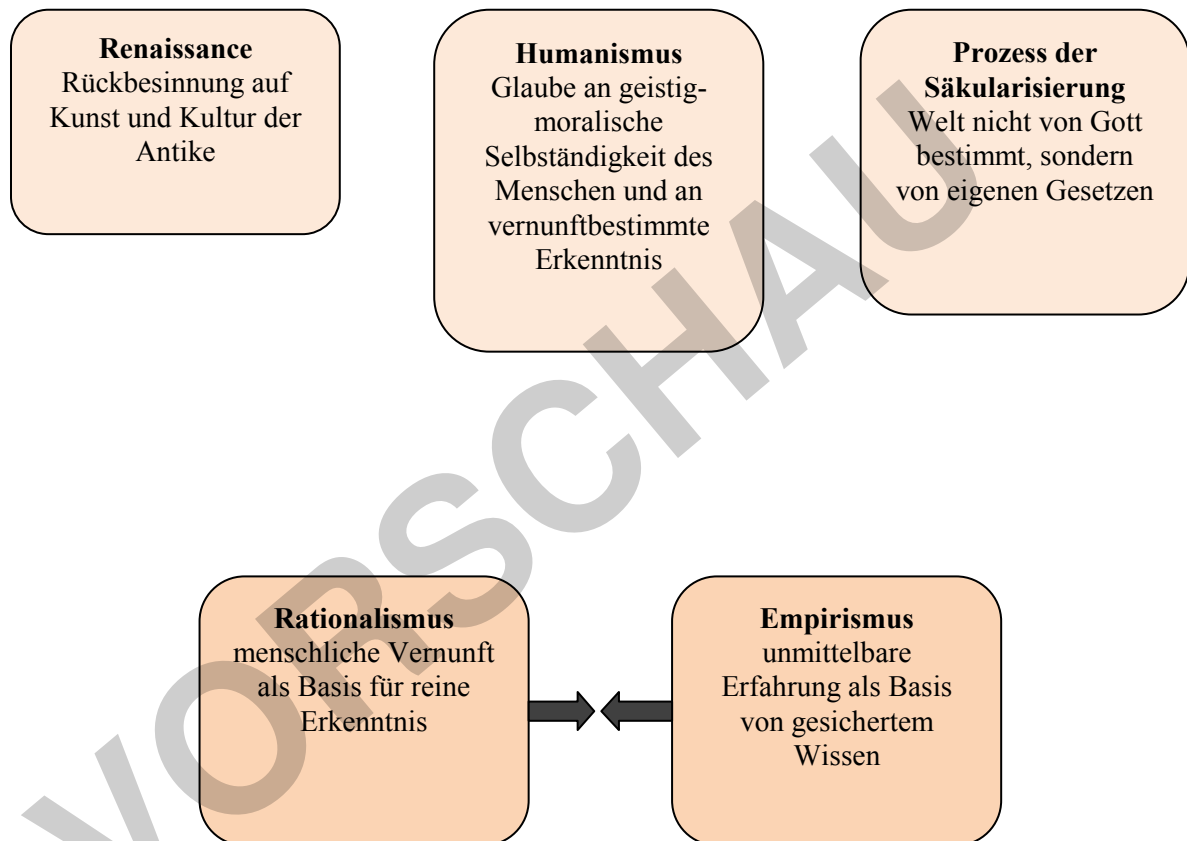 Renaissance
Rückbesinnung auf
Kunst und Kultur der
Antike
Humanismus
Glaube an geistig-
moralische
Selbständigkeit des
Menschen und an
vernunftbestimmte
Erkenntnis
Prozess der
Säkularisierung
Welt nicht von Gott
bestimmt, sondern
von eigenen Gesetzen
Rationalismus
menschliche Vernunft
als Basis für reine
Erkenntnis
Empirismus
unmittelbare
Erfahrung als Basis
von gesichertem
Wissen
VORSCHAU